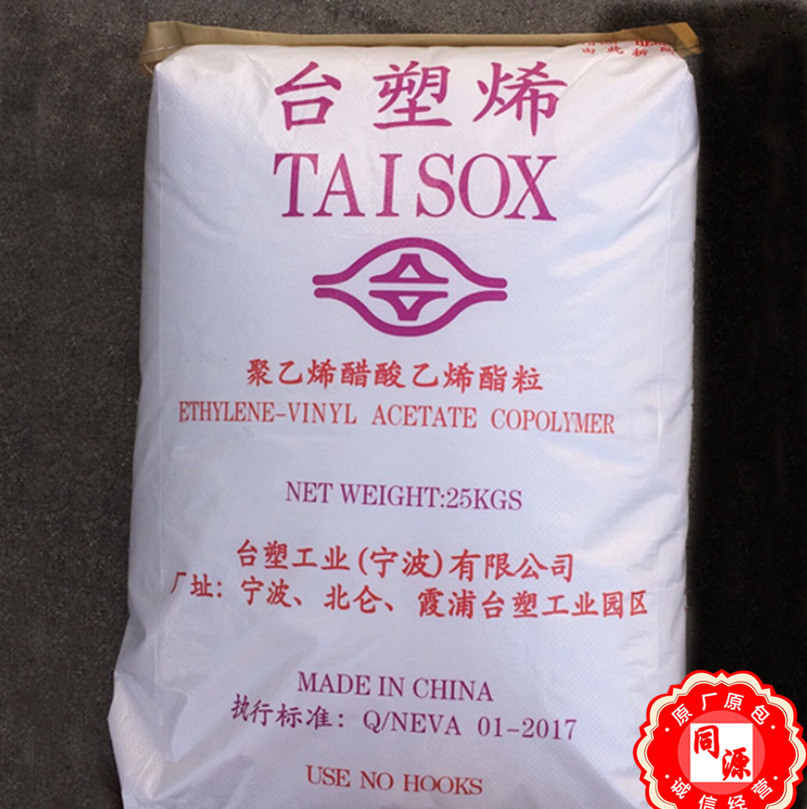 由此拆
台塑烯
TAISOX
聚乙烯醋酸乙烯酯粒
ETHYLENE-VINYL ACETATE COPOLYMER
NET WEIGHT:25KGS
台塑工业(宁波)有限公司
厂址：宁波、北仑、霞浦台塑工业园区
MADE IN CHINA
执行标准：Q/NEVA 01-2017
USE NO HOOKS
原厂原包
同源
诚信经营